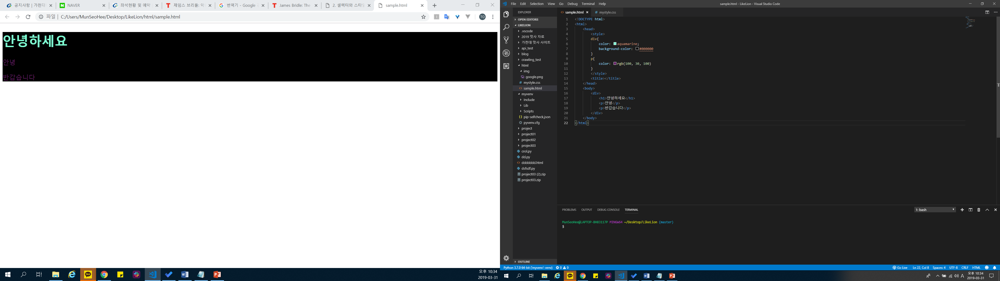 공지사항 | 가천대
NAVER
좌석현황 및 예약
제임스 브리들: 악
번역기 - Google
James Bridle: The
2. 셀렉터와 스타일
sample.html
파일 | C:/Users/MunSeoHee/Desktop/LikeLion/html/sample.html
TO
안녕하세요
안녕
반갑습니다
TALK
오후 10:34
2019-03-31
File Edit Selection View Go Debug Terminal Help
sample.html - LikeLion - Visual Studio Code
EXPLORER
OPEN EDITORS
LIKELION
.vscode
2019 멋사 자료
가천대 멋사 사이트
api_test
blog
crawling_test
html
img
google.png
mystyle.css
sample.html
myvenv
Include
Lib
Scripts
pip-selfcheck.json
pyvenv.cfg
project
project01
project02
project03
crol.py
dd.py
ddddddd.html
dsfsdf.py
project03 (2).zip
project03.zip
OUTLINE
sample.html
mystyle.css
1 <!DOCTYPE html>
2 <html>
3 <head>
4 <style>
5 div{
6 color: aquamarine;
7 background-color: #000000
8 }
9 p{
10 color: rgb(100, 30, 100)
11 }
12 </style>
13 <title></title>
14 </head>
15 <body>
16 <div>
17 <h1>안녕하세요</h1>
18 <p>안녕</p>
19 <p>반갑습니다</p>
20 </div>
21 </body>
22 </html>
PROBLEMS OUTPUT DEBUG CONSOLE TERMINAL
1: bash
MunSeoHee@LAPTOP-BH83117P MINGW64 ~/Desktop/LikeLion (master)
$
Python 3.7.0 64-bit ('myvenv': venv) 0 0
Go Live Ln 22, Col 8 Spaces: 4 UTF-8 CRLF HTML
TALK
A
오후 10:34
2019-03-31